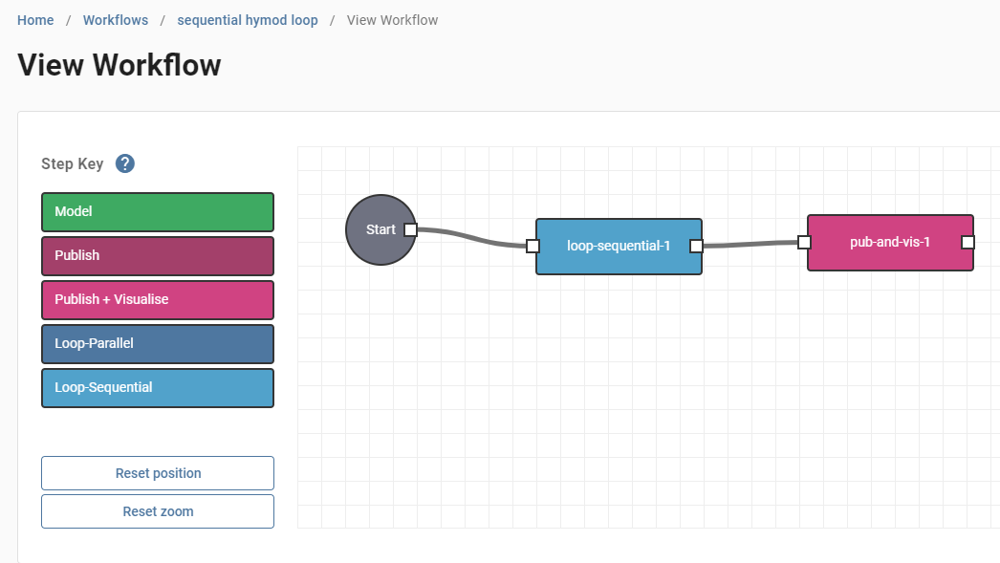 Home / Workflows / sequential hymod loop / View Workflow
View Workflow
Step Key ?
Model
Publish
Publish + Visualise
Loop-Parallel
Loop-Sequential
Reset position
Reset zoom
Start
loop-sequential-1
pub-and-vis-1